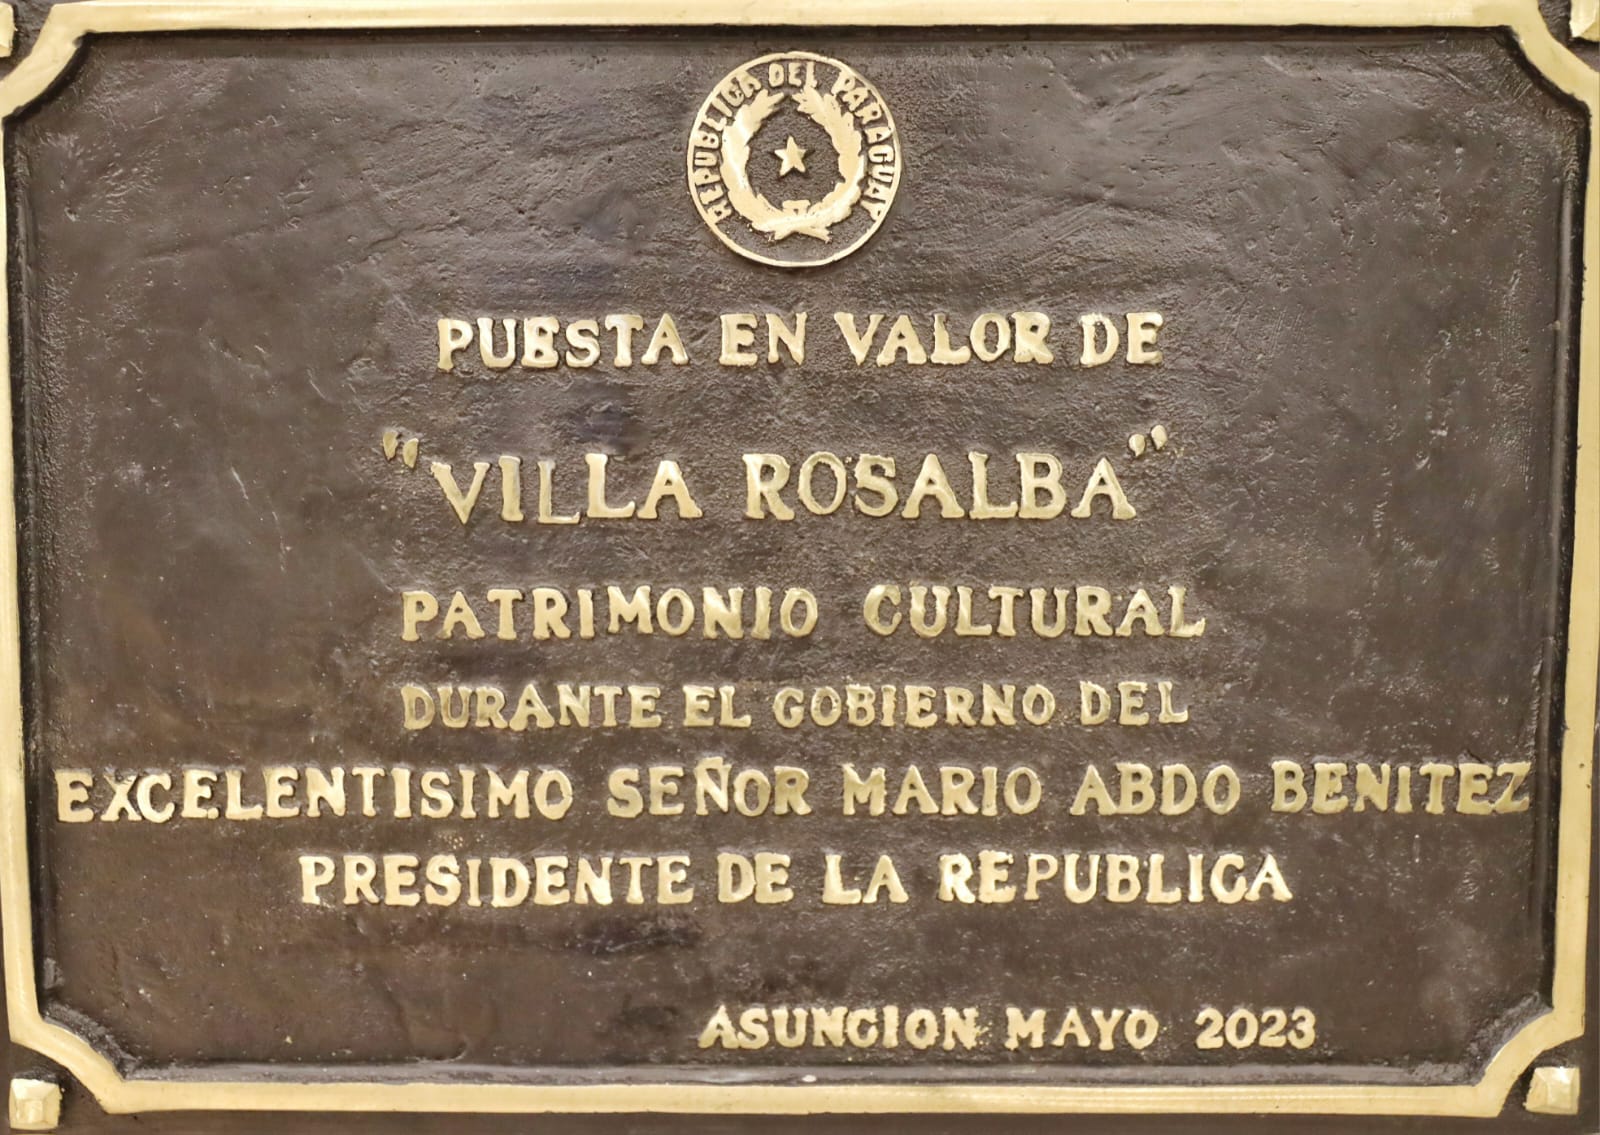 REPUBLICA DEL PARAGUAY
PUESTA EN VALOR DE
"VILLA ROSALBA"
PATRIMONIO CULTURAL
DURANTE EL GOBIERNO DEL
EXCELENTISIMO SEÑOR MARIO ABDO BENITEZ
PRESIDENTE DE LA REPUBLICA
ASUNCION MAYO 2023